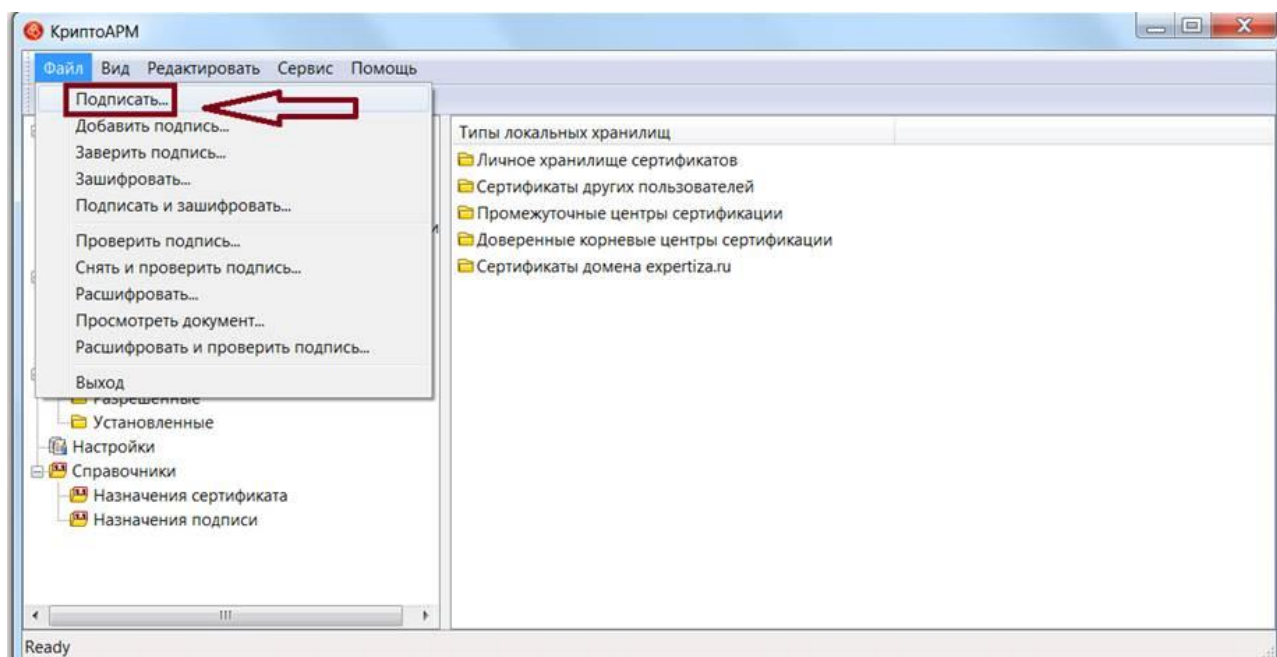 КриптоАРМ
Файл Вид Редактировать Сервис Помощь
Подписать...
Добавить подпись...
Заверить подпись...
Зашифровать...
Подписать и зашифровать...
Проверить подпись...
Снять и проверить подпись...
Расшифровать...
Просмотреть документ...
Расшифровать и проверить подпись...
Выход
Разрешенные
Установленные
Настройки
Справочники
Назначения сертификата
Назначения подписи
Типы локальных хранилищ
Личное хранилище сертификатов
Сертификаты других пользователей
Промежуточные центры сертификации
Доверенные корневые центры сертификации
Сертификаты домена expertiza.ru
Ready